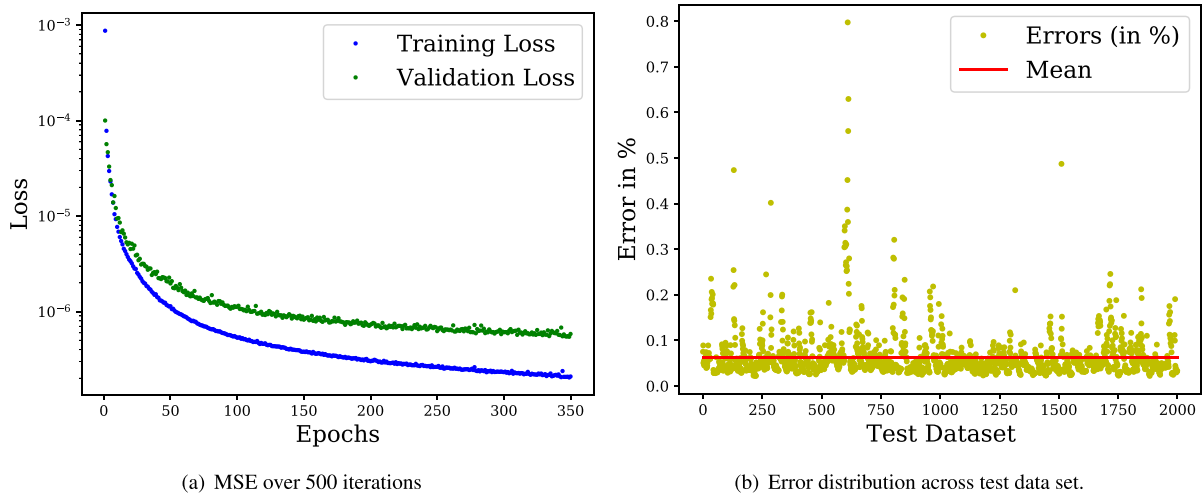 10⁻³
10⁻⁴
10⁻⁵
10⁻⁶
Loss
Training Loss
Validation Loss
0 50 100 150 200 250 300 350
Epochs
(a) MSE over 500 iterations
0.8
0.7
0.6
0.5
0.4
0.3
0.2
0.1
0.0
Error in %
Errors (in %)
Mean
0 250 500 750 1000 1250 1500 1750 2000
Test Dataset
(b) Error distribution across test data set.